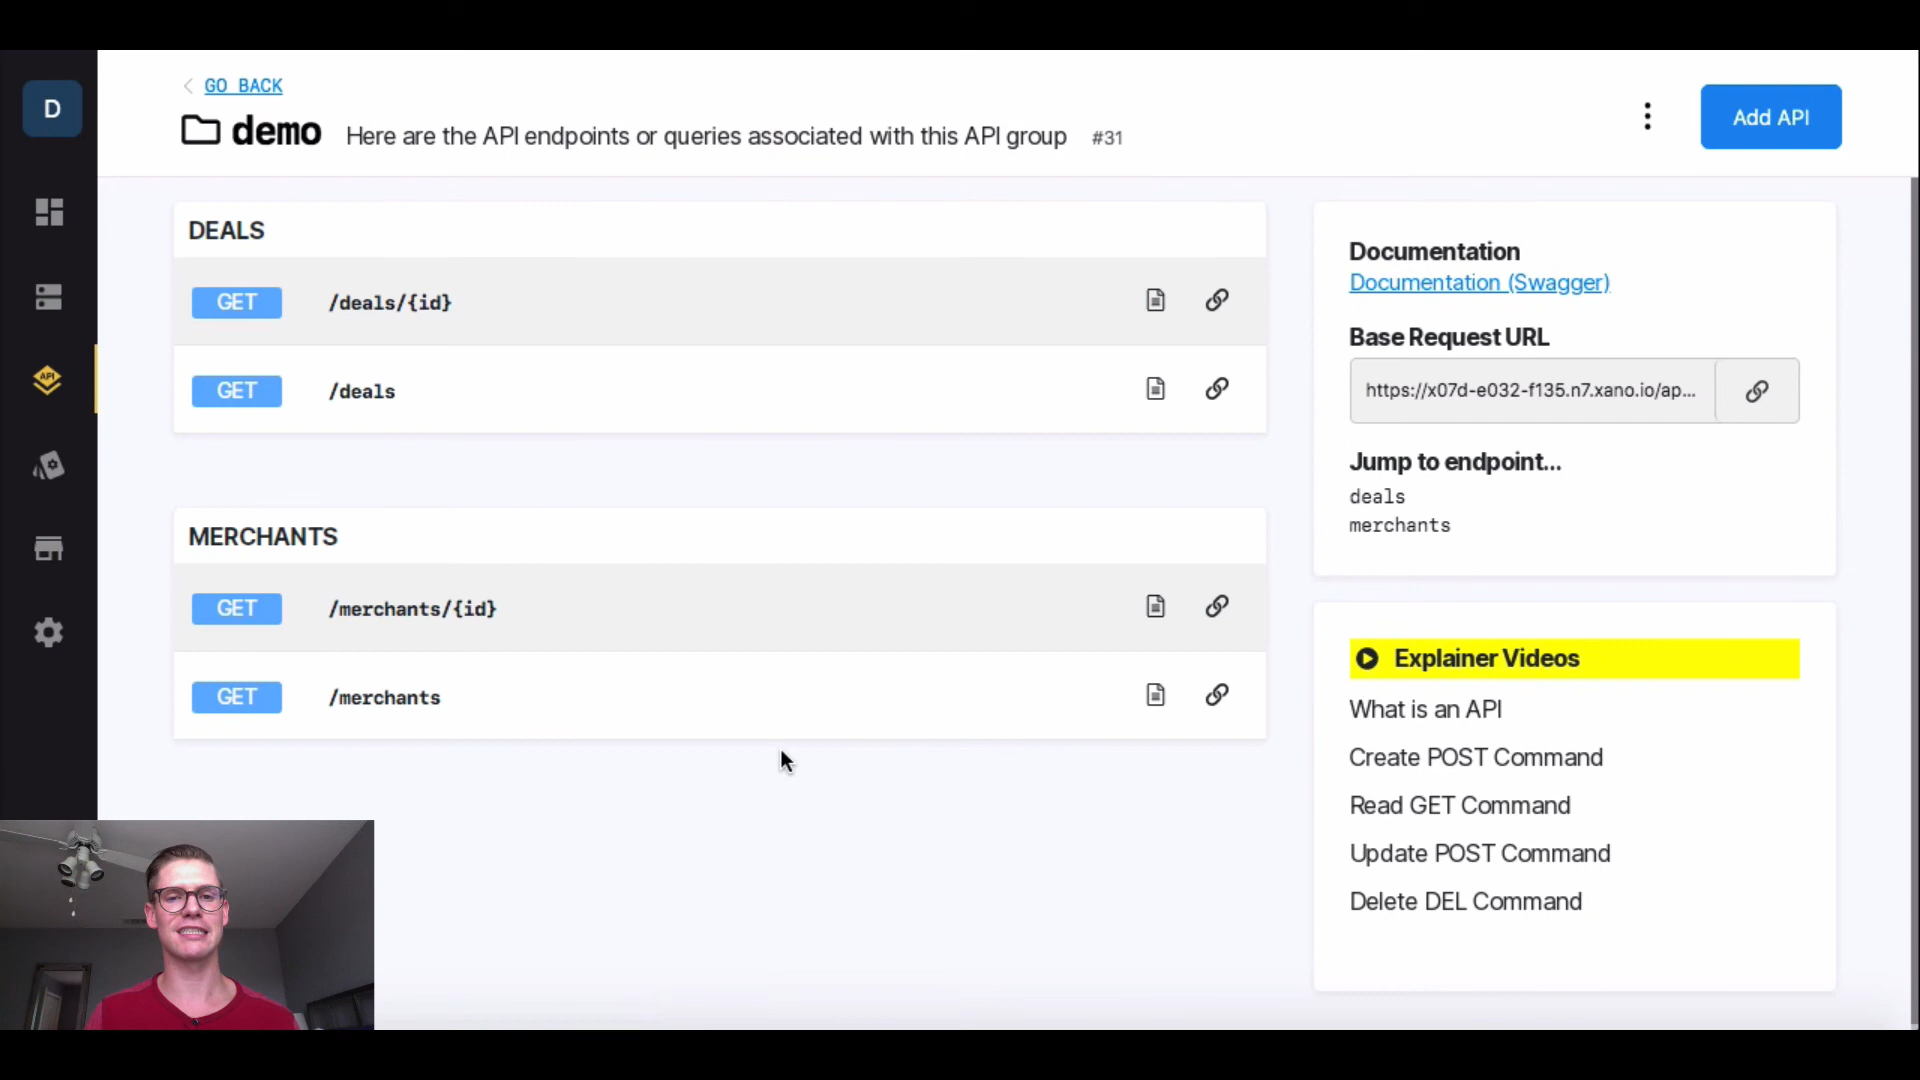 D
GO BACK
demo
Here are the API endpoints or queries associated with this API group
#31
Add API
API
DEALS
GET
/deals/{id}
GET
/deals
MERCHANTS
GET
/merchants/{id}
GET
/merchants
Documentation
Documentation (Swagger)
Base Request URL
https://x07d-e032-f135.n7.xano.io/ap...
Jump to endpoint...
deals
merchants
Explainer Videos
What is an API
Create POST Command
Read GET Command
Update POST Command
Delete DEL Command